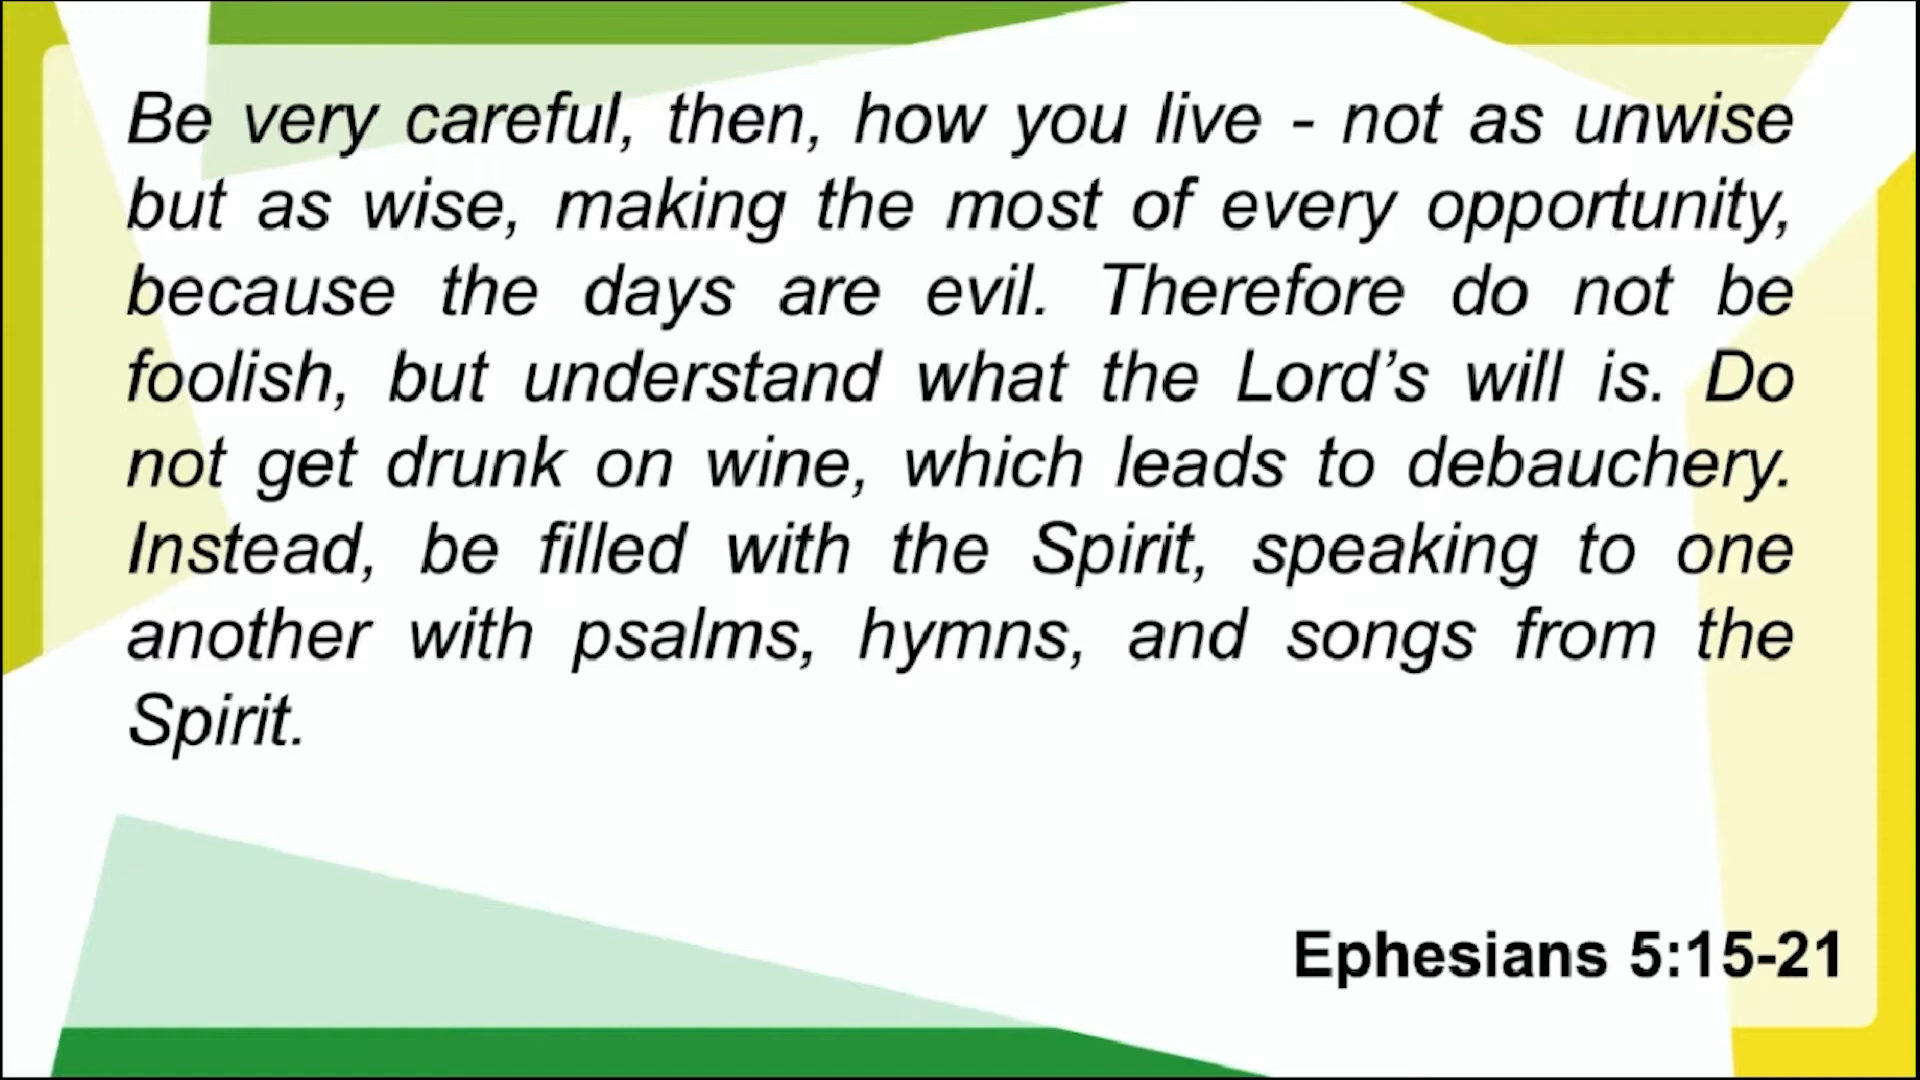 Be very careful, then, how you live - not as unwise
but as wise, making the most of every opportunity,
because the days are evil. Therefore do not be
foolish, but understand what the Lord’s will is. Do
not get drunk on wine, which leads to debauchery.
Instead, be filled with the Spirit, speaking to one
another with psalms, hymns, and songs from the
Spirit.
Ephesians 5:15-21